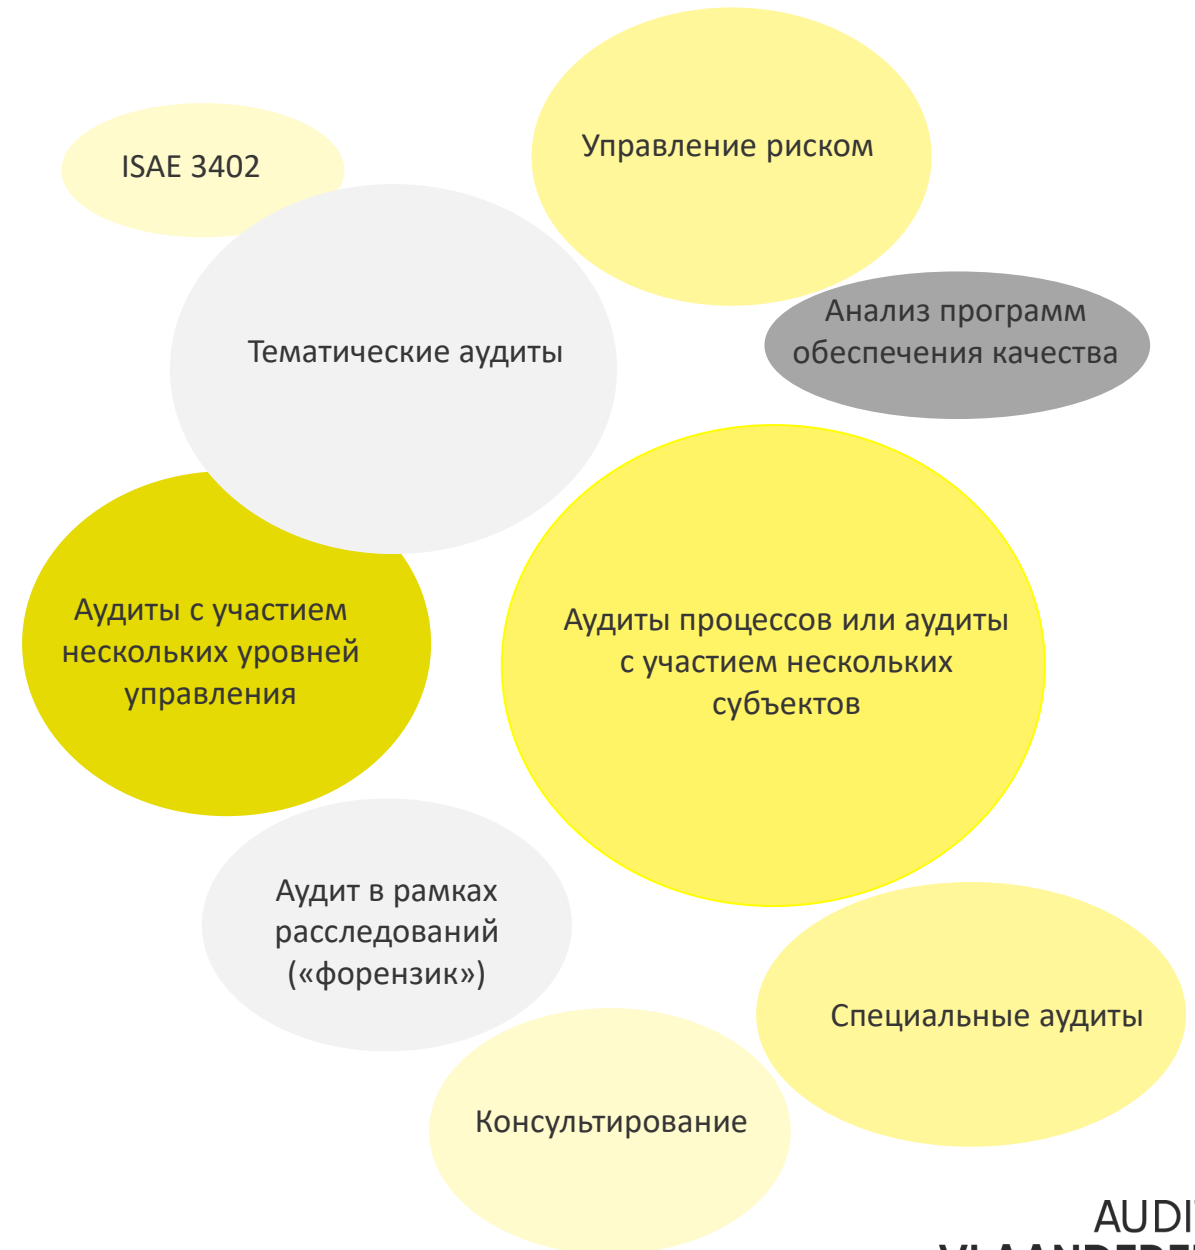 Управление риском
ISAE 3402
Анализ программ
обеспечения качества
Тематические аудиты
Аудиты с участием
нескольких уровней
управления
Аудиты процессов или аудиты
с участием нескольких
субъектов
Аудит в рамках
расследований
(«форензик»)
Специальные аудиты
Консультирование
AUDI